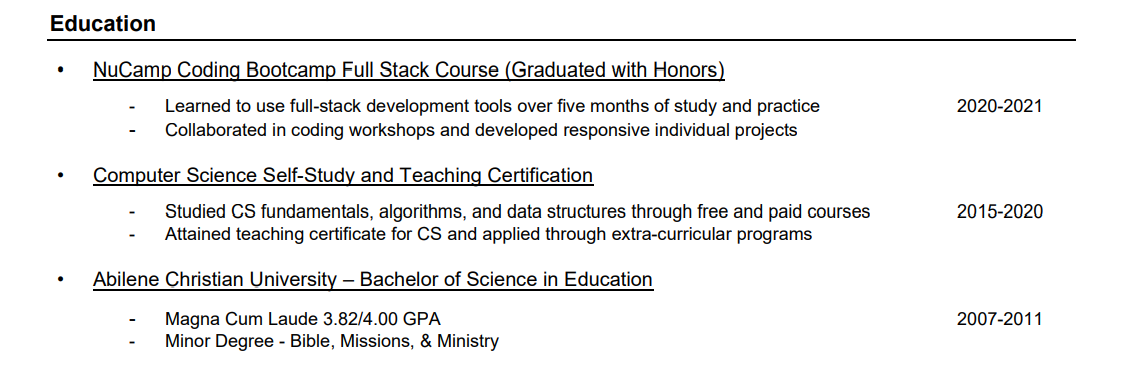 Education
• NuCamp Coding Bootcamp Full Stack Course (Graduated with Honors)
- Learned to use full-stack development tools over five months of study and practice 2020-2021
- Collaborated in coding workshops and developed responsive individual projects
• Computer Science Self-Study and Teaching Certification
- Studied CS fundamentals, algorithms, and data structures through free and paid courses 2015-2020
- Attained teaching certificate for CS and applied through extra-curricular programs
• Abilene Christian University – Bachelor of Science in Education
- Magna Cum Laude 3.82/4.00 GPA 2007-2011
- Minor Degree - Bible, Missions, & Ministry